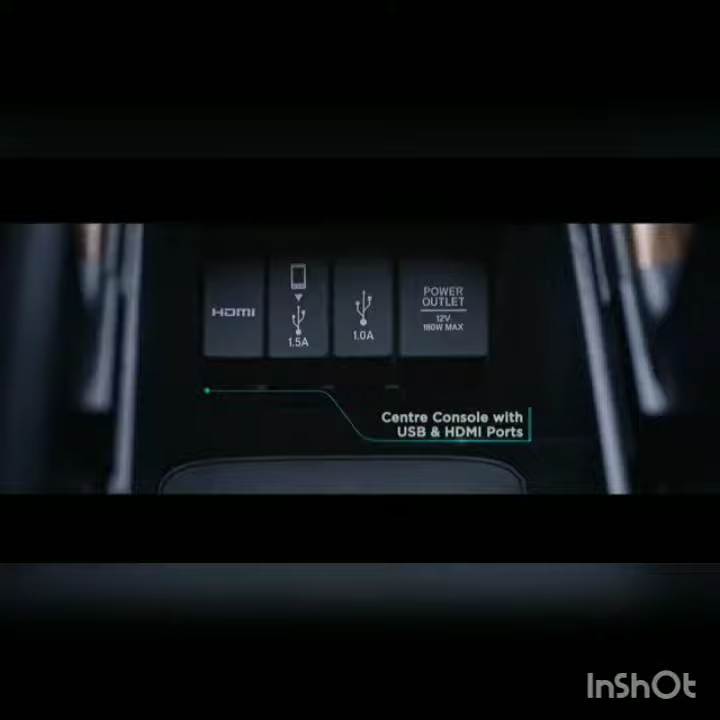 HDMI
1.5A
1.0A
POWER
OUTLET
12V
180W MAX
Centre Console with
USB & HDMI Ports
InShOt